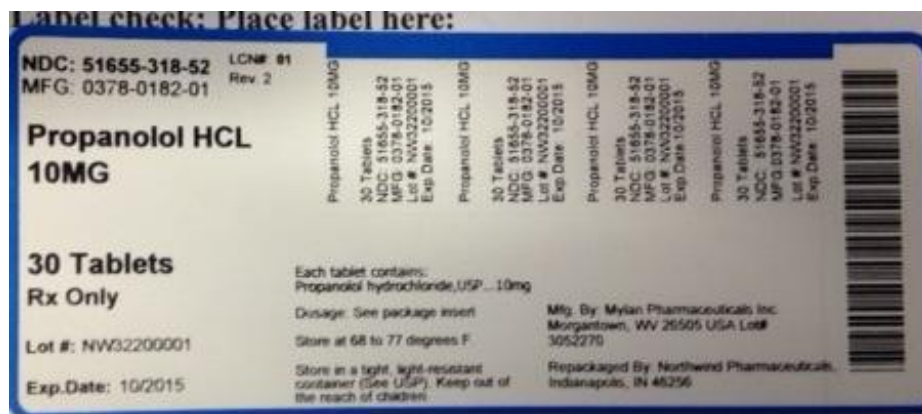 Label check: Place label here:
NDC: 51655-318-52
LCN# 01
MFG: 0378-0182-01
Rev. 2
Propanolol HCL
10MG
30 Tablets
Rx Only
Lot #: NW32200001
Exp.Date: 10/2015
Propanolol HCL 10MG
30 Tablets
NDC: 51655-318-52
MFG: 0378-0182-01
Lot #: NW32200001
Exp.Date: 10/2015
Propanolol HCL 10MG
30 Tablets
NDC: 51655-318-52
MFG: 0378-0182-01
Lot #: NW32200001
Exp.Date: 10/2015
Propanolol HCL 10MG
30 Tablets
NDC: 51655-318-52
MFG: 0378-0182-01
Lot #: NW32200001
Exp.Date: 10/2015
Propanolol HCL 10MG
30 Tablets
NDC: 51655-318-52
MFG: 0378-0182-01
Lot #: NW32200001
Exp.Date: 10/2015
Each tablet contains:
Propanolol hydrochloride,USP...10mg
Dosage: See package insert
Store at 68 to 77 degrees F.
Store in a tight, light-resistant
container (See USP). Keep out of
the reach of children.
Mfg. By: Mylan Pharmaceuticals Inc.
Morgantown, WV 26505 USA Lot#
3052270
Repackaged By: Northwind Pharmaceuticals,
Indianapolis, IN 46256